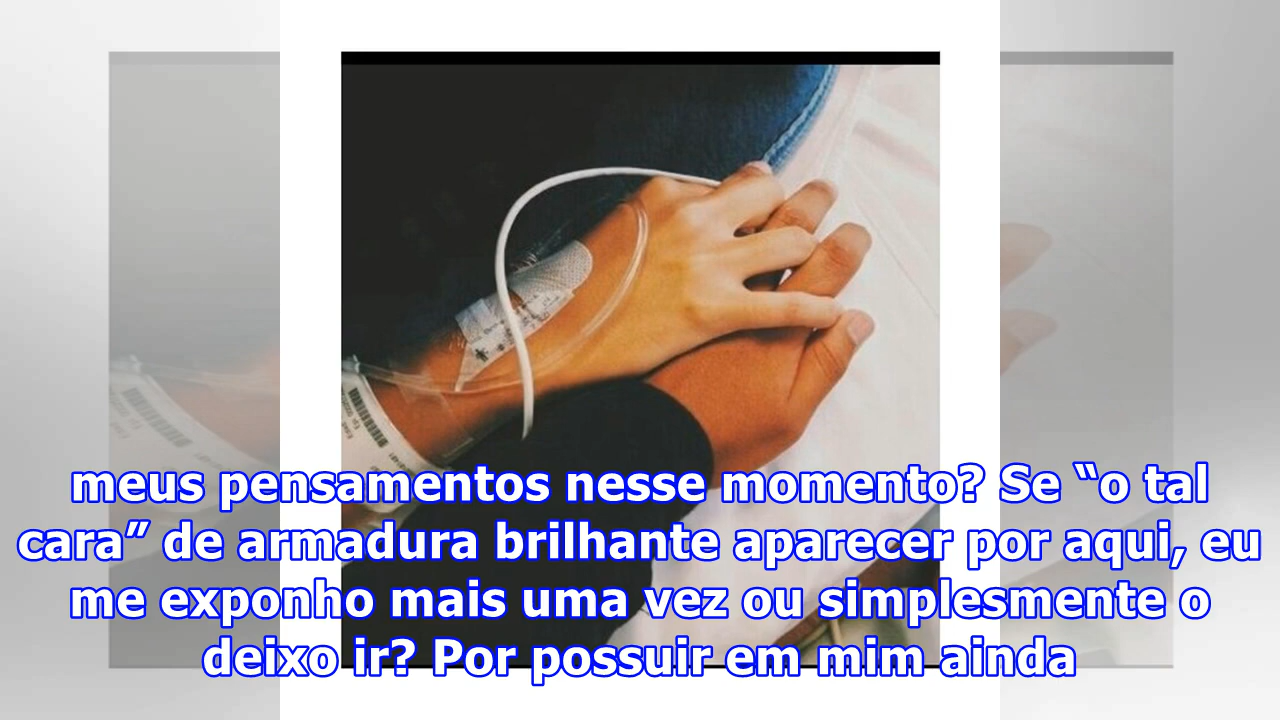 meus pensamentos nesse momento? Se “o tal
cara” de armadura brilhante aparecer por aqui, eu
me exponho mais uma vez ou simplesmente o
deixo ir? Por possuir em mim ainda